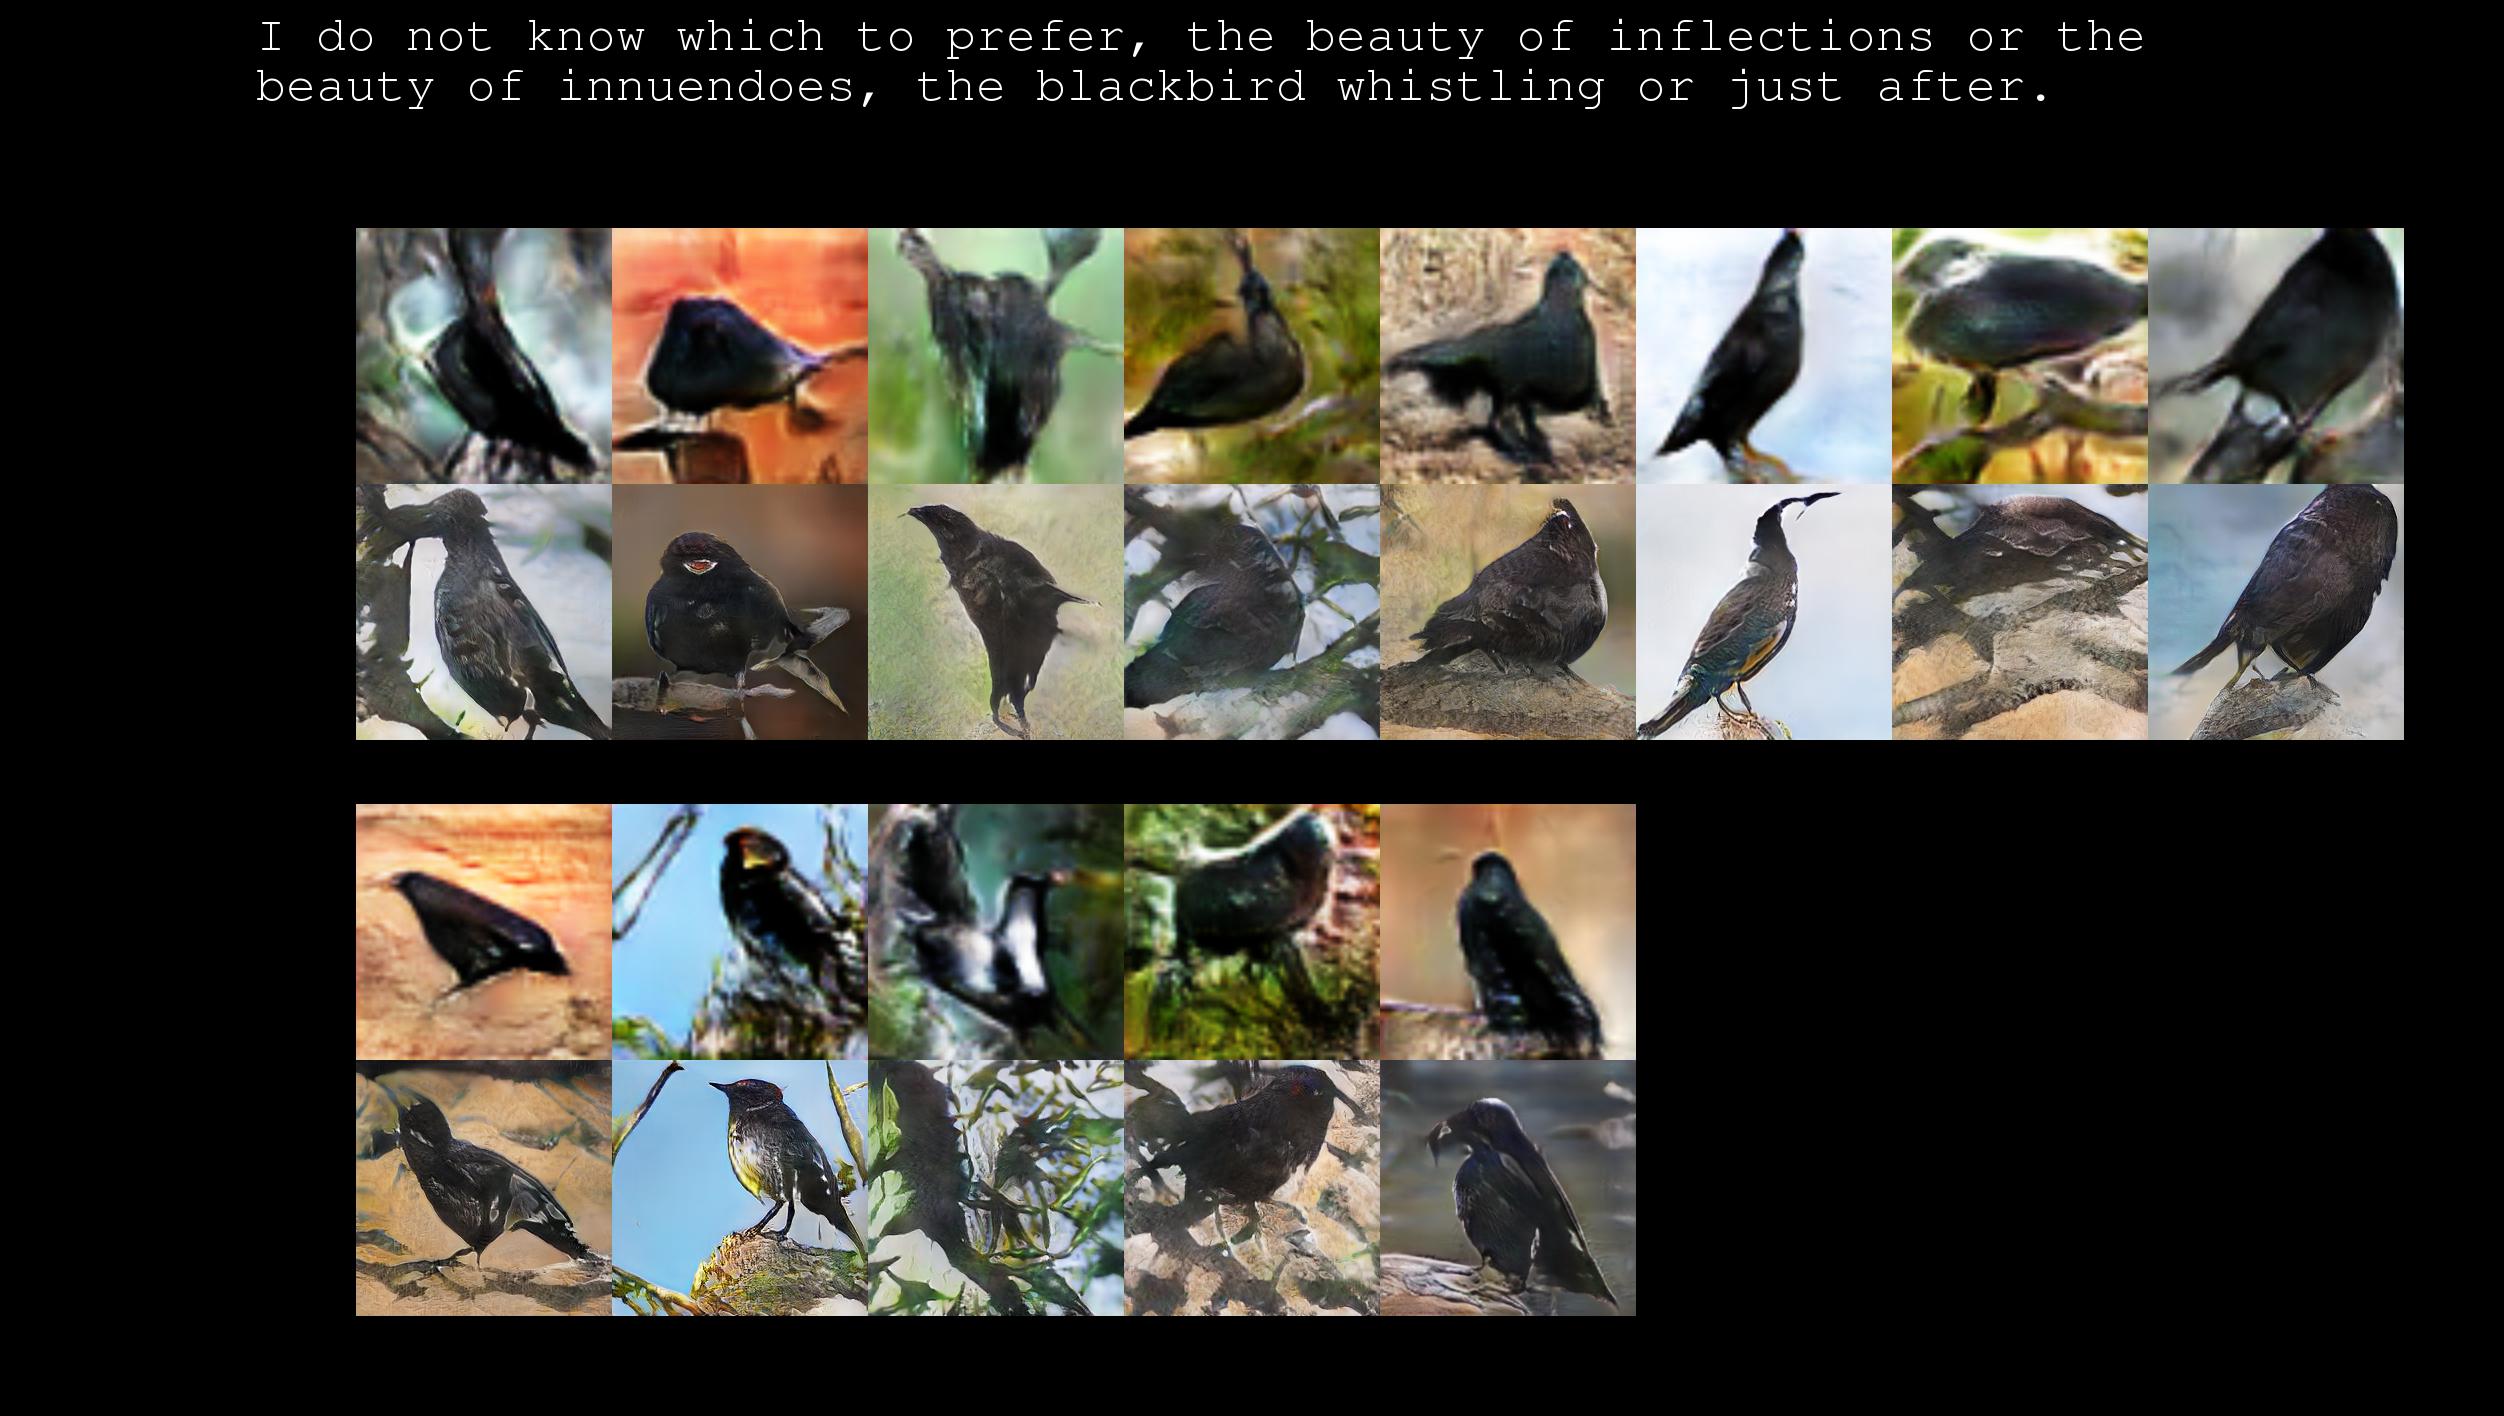 I do not know which to prefer, the beauty of inflections or the
beauty of innuendoes, the blackbird whistling or just after.